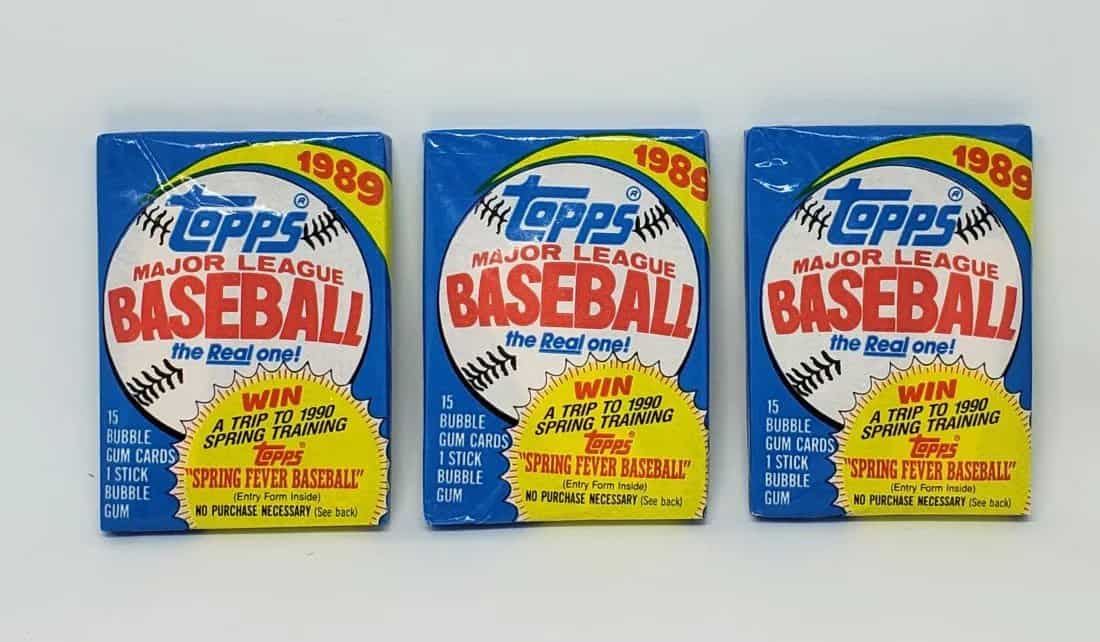 1989
Topps®
MAJOR LEAGUE
BASEBALL
the Real one!
15
BUBBLE
GUM CARDS
1 STICK
BUBBLE
GUM
WIN
A TRIP TO 1990
SPRING TRAINING
Topps®
"SPRING FEVER BASEBALL"
(Entry Form Inside)
NO PURCHASE NECESSARY (See back)
1989
Topps®
MAJOR LEAGUE
BASEBALL
the Real one!
15
BUBBLE
GUM CARDS
1 STICK
BUBBLE
GUM
WIN
A TRIP TO 1990
SPRING TRAINING
Topps®
"SPRING FEVER BASEBALL"
(Entry Form Inside)
NO PURCHASE NECESSARY (See back)
1989
Topps®
MAJOR LEAGUE
BASEBALL
the Real one!
15
BUBBLE
GUM CARDS
1 STICK
BUBBLE
GUM
WIN
A TRIP TO 1990
SPRING TRAINING
Topps®
"SPRING FEVER BASEBALL"
(Entry Form Inside)
NO PURCHASE NECESSARY (See back)